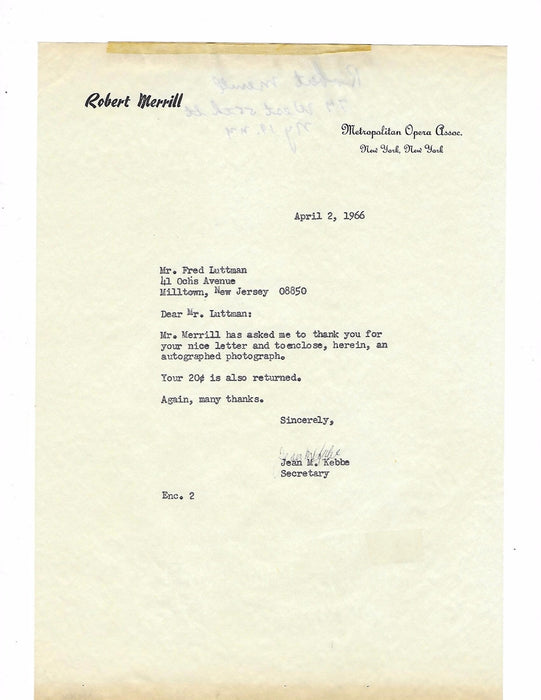 Robert Merrill
Metropolitan Opera Assoc.
New York, New York
April 2, 1966
Mr. Fred Luttman
41 Ochs Avenue
Milltown, New Jersey 08850
Dear Mr. Luttman:
Mr. Merrill has asked me to thank you for
your nice letter and toenclose, herein, an
autographed photograph.
Your 20¢ is also returned.
Again, many thanks.
Sincerely,
Jean M. Kebbe
Secretary
Enc. 2